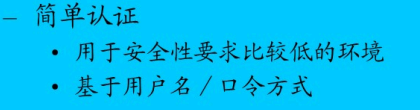 – 简单认证
• 用于安全性要求比较低的环境
• 基于用户名／口令方式